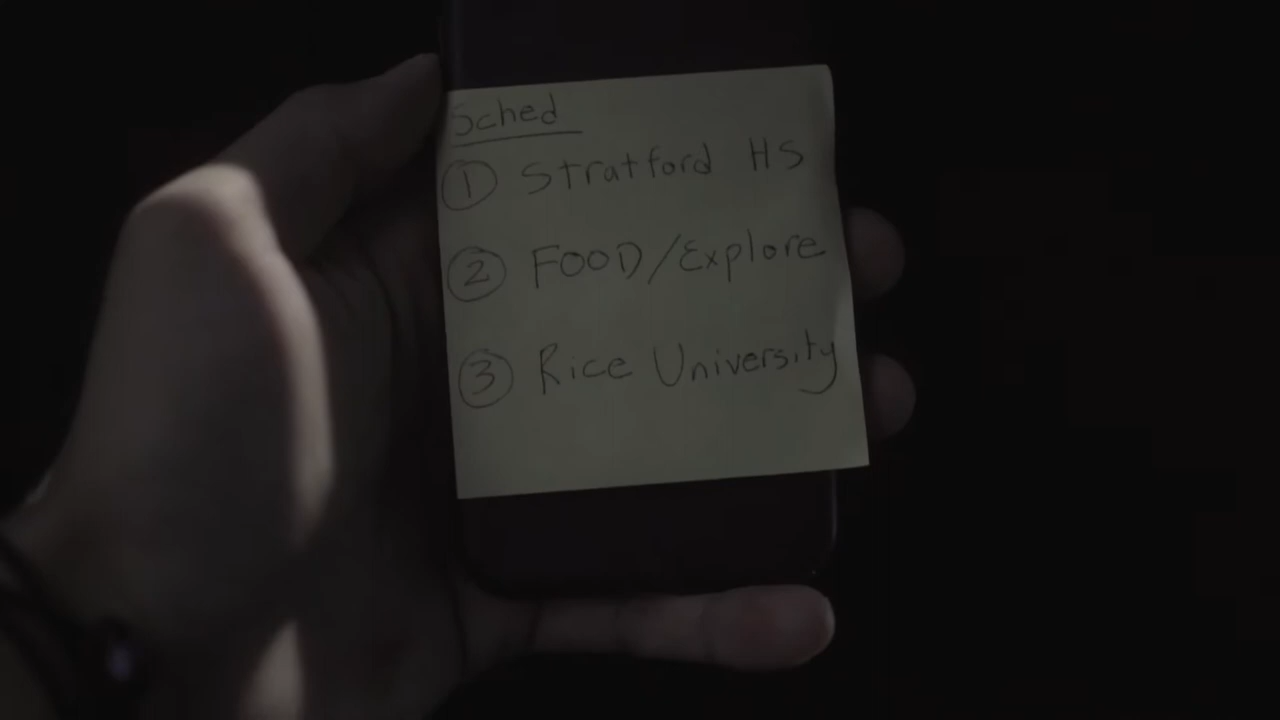 Sched
① Stratford HS
② FOOD/Explore
③ Rice University